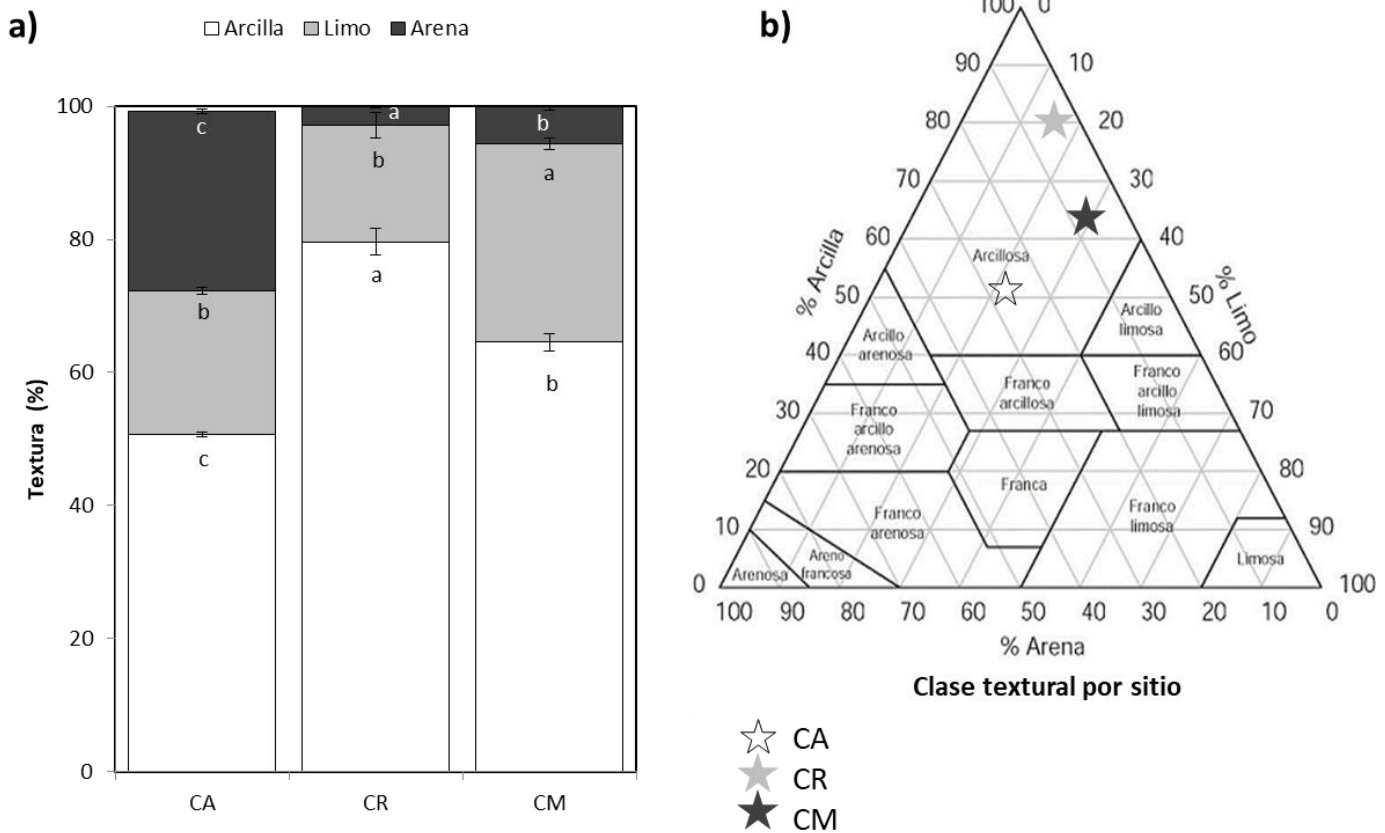 a)
Arcilla Limo Arena
Textura (%)
100
80
60
40
20
0
c
b
c
a
b
a
b
a
b
CA CR CM
b)
100 0
90 10
80 20
70 30
60 40
50 50
40 60
30 70
20 80
10 90
0 100
% Arcilla
% Limo
Arcillosa
Arcillo
limosa
Arcillo
arenosa
Franco
arcillosa
Franco
arcillo
limosa
Franco
arcillo
arenosa
Franca
Franco
arenosa
Franco
limosa
Areno
francosa
Arenosa
Limosa
100 90 80 70 60 50 40 30 20 10 0
% Arena
Clase textural por sitio
CA
CR
CM